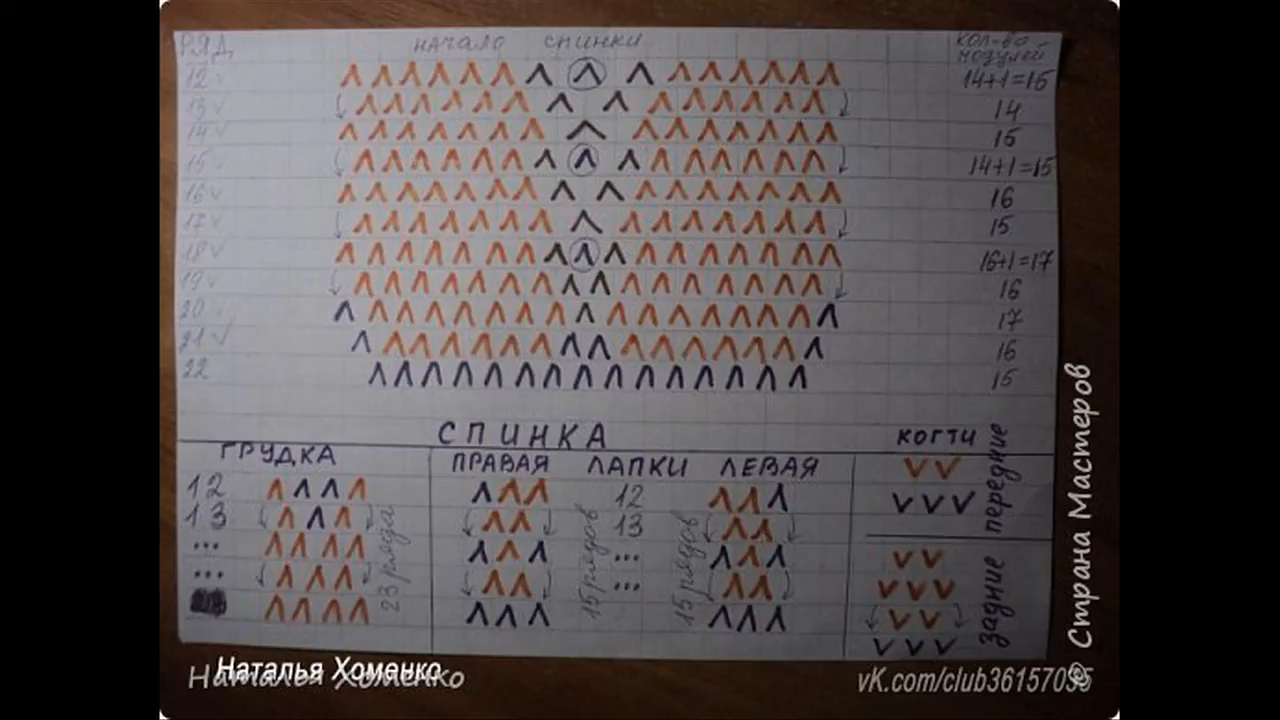 РЯД начало спинки кол-во модулей
12 14+1=15
13 14
14 15
15 14+1=15
16 16
17 15
18 16+1=17
19 16
20 17
21 16
22 15
СПИНКА
ГРУДКА
12
13
...
...
23 ряда
ПРАВАЯ ЛАПКИ ЛЕВАЯ
12
13
...
...
15 рядов
15 рядов
КОГТИ
передние
задние
© Страна Мастеров
Наталья Хоменко
Наталья Хоменко
vK.com/club36157095